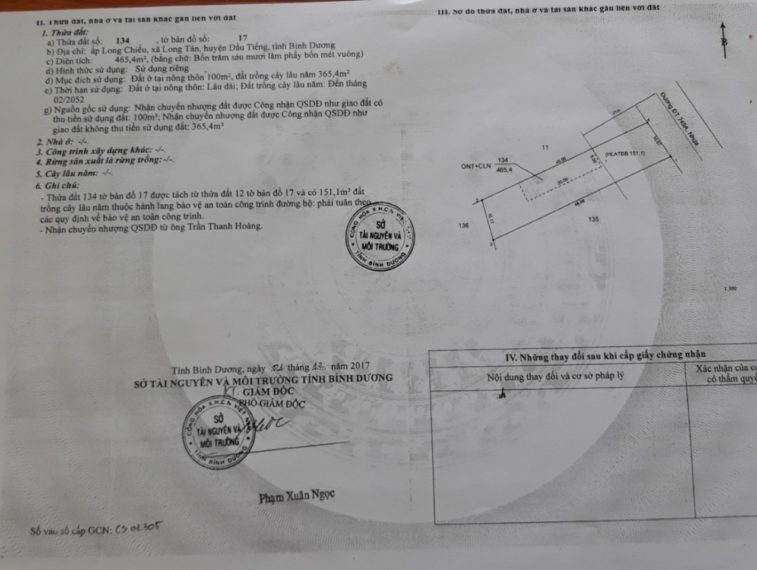 II. Thửa đất, nhà ở và tài sản khác gắn liền với đất
1. Thửa đất:
a) Thửa đất số: 134 , tờ bản đồ số: 17
b) Địa chỉ: ấp Long Chiểu, xã Long Tân, huyện Dầu Tiếng, tỉnh Bình Dương
c) Diện tích: 465,4m², (bằng chữ: Bốn trăm sáu mươi lăm phẩy bốn mét vuông)
d) Hình thức sử dụng: Sử dụng riêng
đ) Mục đích sử dụng: Đất ở tại nông thôn 100m², đất trồng cây lâu năm 365,4m²
e) Thời hạn sử dụng: Đất ở tại nông thôn: Lâu dài; Đất trồng cây lâu năm: Đến tháng
02/2052
g) Nguồn gốc sử dụng: Nhận chuyển nhượng đất được Công nhận QSDĐ như giao đất có
thu tiền sử dụng đất: 100m²; Nhận chuyển nhượng đất được Công nhận QSDĐ như
giao đất không thu tiền sử dụng đất: 365,4m²
2. Nhà ở: -/-.
3. Công trình xây dựng khác: -/-.
4. Rừng sản xuất là rừng trồng: -/-.
5. Cây lâu năm: -/-.
6. Ghi chú:
- Thửa đất 134 tờ bản đồ 17 được tách từ thửa đất 12 tờ bản đồ 17 và có 151,1m² đất
trồng cây lâu năm thuộc hành lang bảo vệ an toàn công trình đường bộ: phải tuân theo
các quy định về bảo vệ an toàn công trình.
- Nhận chuyển nhượng QSDĐ từ ông Trần Thanh Hoàng.
SỞ
TÀI NGUYÊN VÀ
MÔI TRƯỜNG
TỈNH BÌNH DƯƠNG
Tỉnh Bình Dương, ngày tháng năm 2017
SỞ TÀI NGUYÊN VÀ MÔI TRƯỜNG TỈNH BÌNH DƯƠNG
KT. GIÁM ĐỐC
PHÓ GIÁM ĐỐC
SỞ
TÀI NGUYÊN VÀ
MÔI TRƯỜNG
TỈNH BÌNH DƯƠNG
Phạm Xuân Ngọc
Số vào sổ cấp GCN: CS
III. Sơ đồ thửa đất, nhà ở và tài sản khác gắn liền với đất
B
11
ONT+CLN 134
465,4
136
135
IV. Những thay đổi sau khi cấp giấy chứng nhận
Nội dung thay đổi và cơ sở pháp lý
Xác nhận của
có thẩm